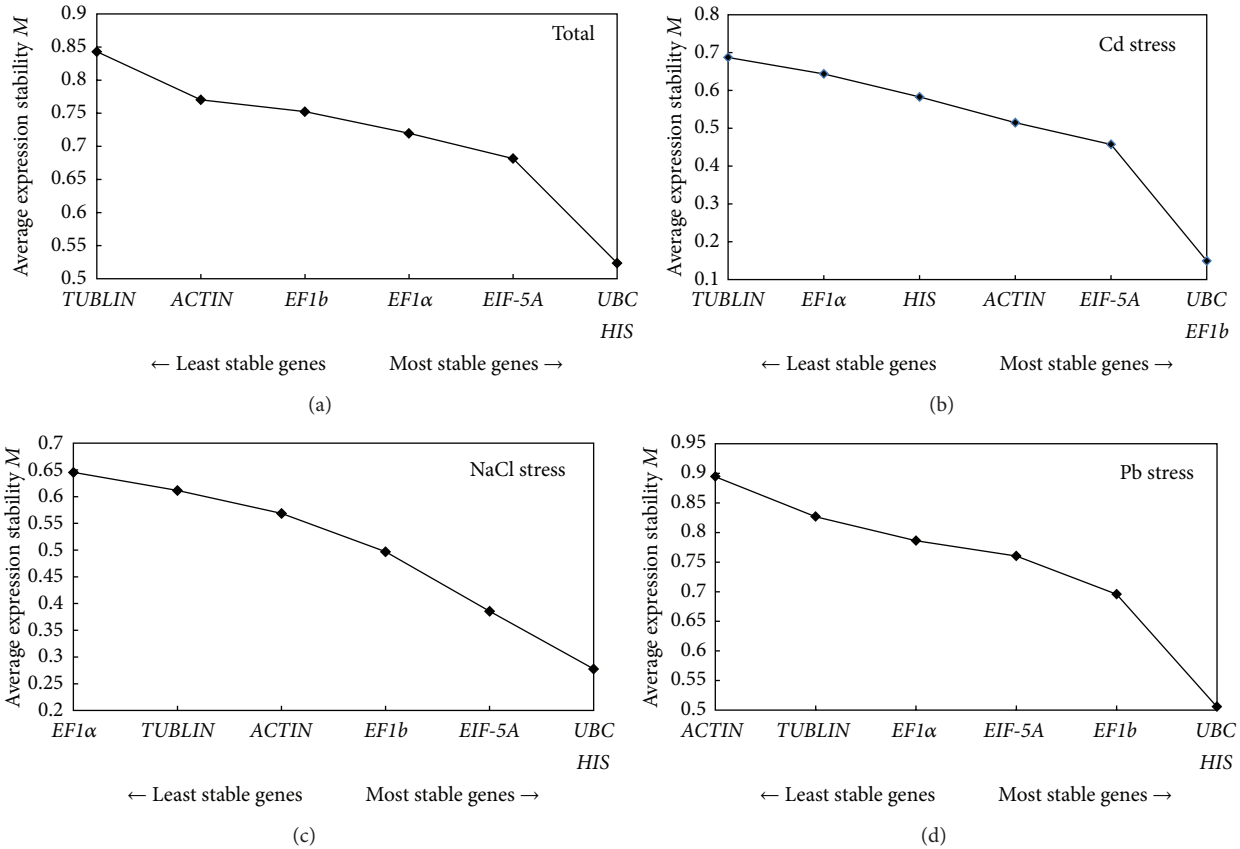 Average expression stability M
0.9
0.85
0.8
0.75
0.7
0.65
0.6
0.55
0.5
Total
TUBLIN ACTIN EF1b EF1α EIF-5A UBC
HIS
← Least stable genes Most stable genes →
(a)
Average expression stability M
0.8
0.7
0.6
0.5
0.4
0.3
0.2
0.1
Cd stress
TUBLIN EF1α HIS ACTIN EIF-5A UBC
EF1b
← Least stable genes Most stable genes →
(b)
Average expression stability M
0.7
0.65
0.6
0.55
0.5
0.45
0.4
0.35
0.3
0.25
0.2
NaCl stress
EF1α TUBLIN ACTIN EF1b EIF-5A UBC
HIS
← Least stable genes Most stable genes →
(c)
Average expression stability M
0.95
0.9
0.85
0.8
0.75
0.7
0.65
0.6
0.55
0.5
Pb stress
ACTIN TUBLIN EF1α EIF-5A EF1b UBC
HIS
← Least stable genes Most stable genes →
(d)